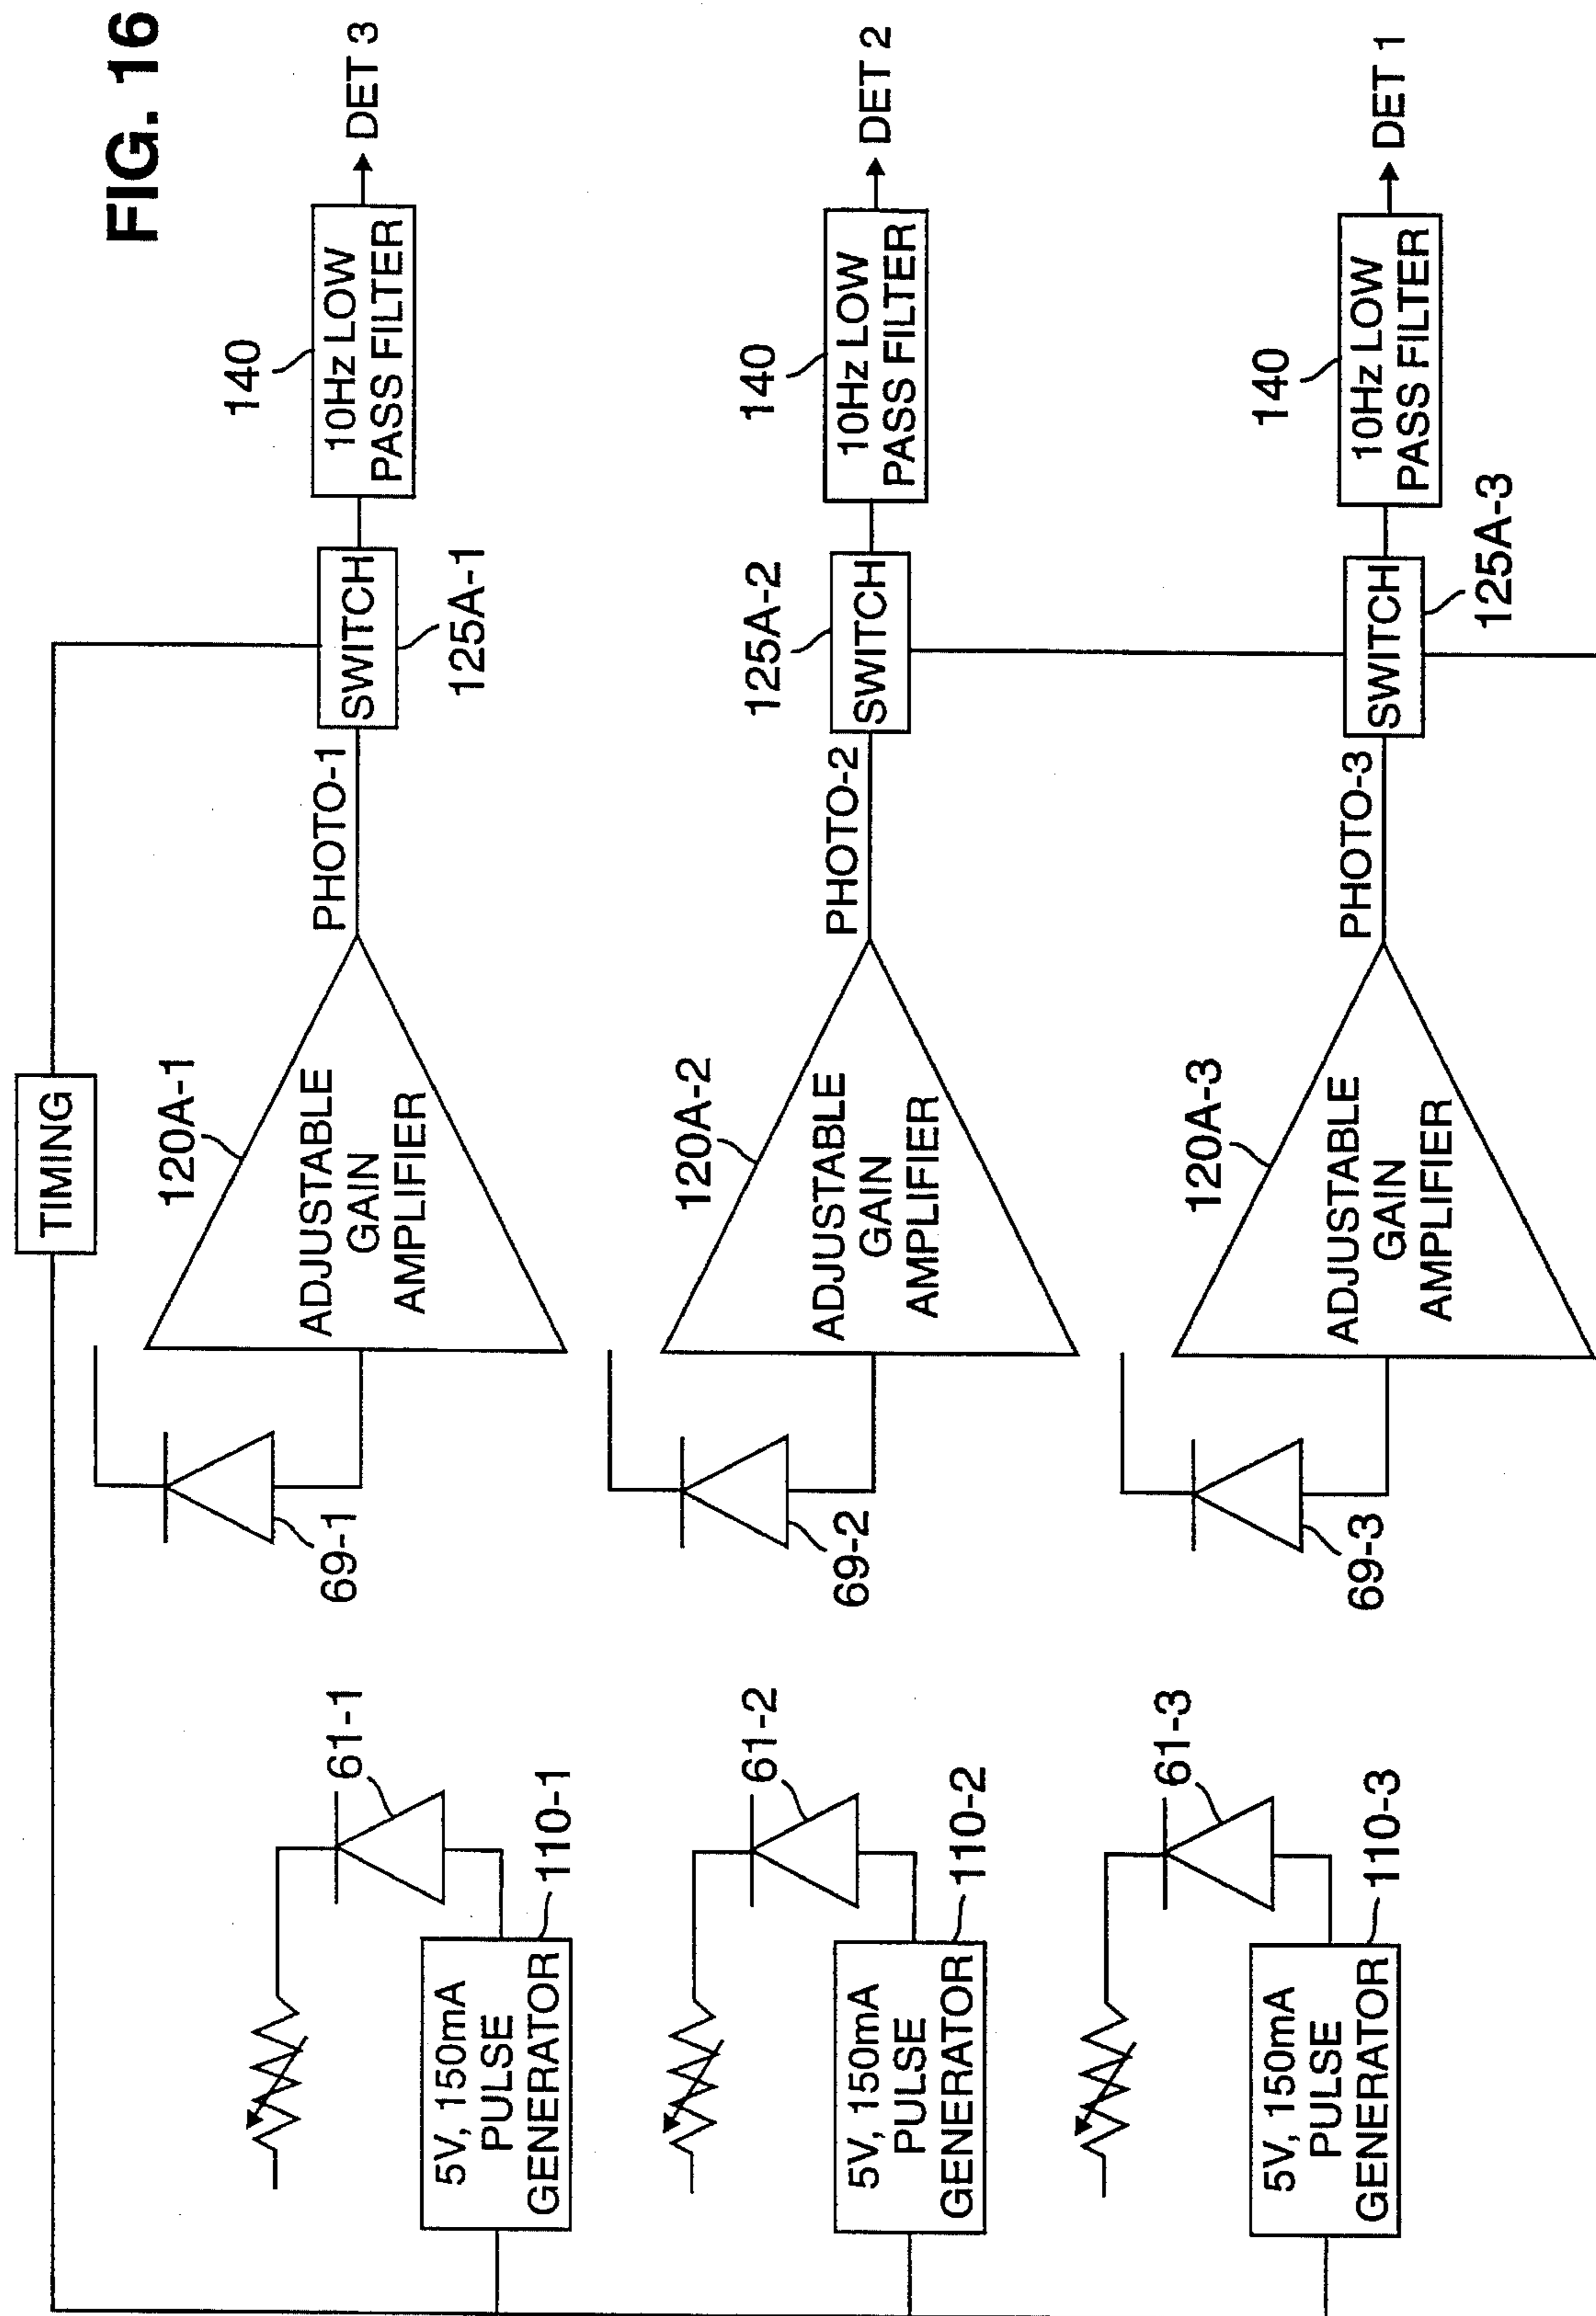 FIG. 16
TIMING
5V, 150mA
PULSE
GENERATOR
110-1
61-1
69-1
120A-1
ADJUSTABLE
GAIN
AMPLIFIER
PHOTO-1
SWITCH
125A-1
140
10Hz LOW
PASS FILTER
DET 3
5V, 150mA
PULSE
GENERATOR
110-2
61-2
69-2
120A-2
ADJUSTABLE
GAIN
AMPLIFIER
PHOTO-2
SWITCH
125A-2
140
10Hz LOW
PASS FILTER
DET 2
5V, 150mA
PULSE
GENERATOR
110-3
61-3
69-3
120A-3
ADJUSTABLE
GAIN
AMPLIFIER
PHOTO-3
SWITCH
125A-3
140
10Hz LOW
PASS FILTER
DET 1